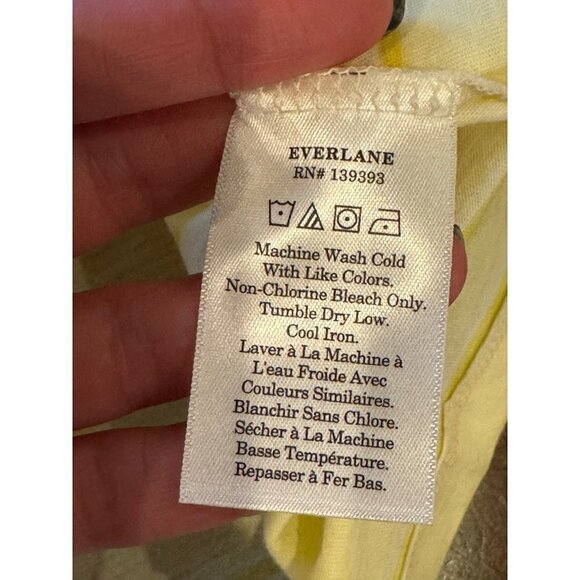 EVERLANE
RN# 139393
Machine Wash Cold
With Like Colors.
Non-Chlorine Bleach Only.
Tumble Dry Low.
Cool Iron.
Laver à La Machine à
L'eau Froide Avec
Couleurs Similaires.
Blanchir Sans Chlore.
Sécher à La Machine
Basse Température.
Repasser à Fer Bas.